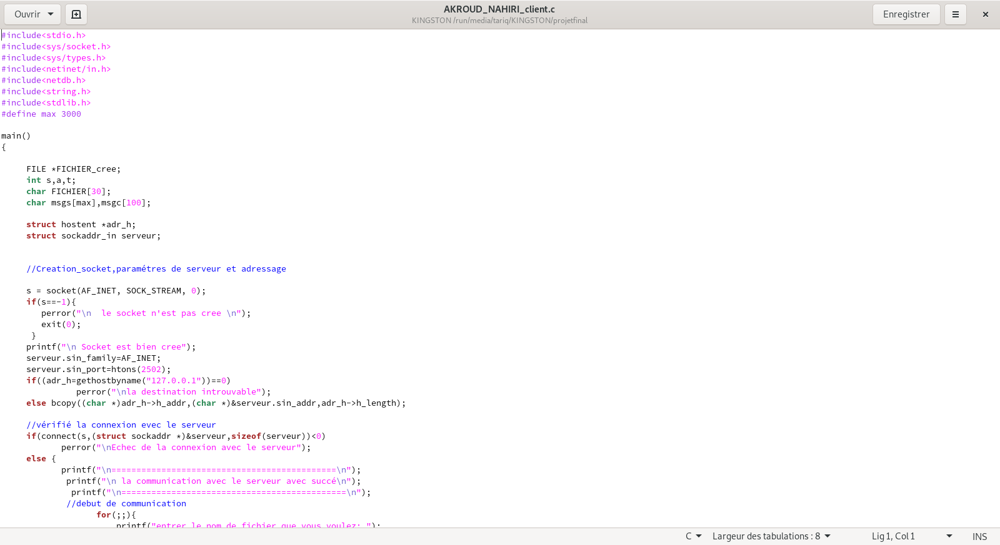 Ouvrir
AKROUD_NAHIRI_client.c
KINGSTON /run/media/tariq/KINGSTON/projetfinal
Enregistrer
#include<stdio.h>
#include<sys/socket.h>
#include<sys/types.h>
#include<netinet/in.h>
#include<netdb.h>
#include<string.h>
#include<stdlib.h>
#define max 3000
main()
{
FILE *FICHIER_cree;
int s,a,t;
char FICHIER[30];
char msgs[max],msgc[100];
struct hostent *adr_h;
struct sockaddr_in serveur;
//Creation_socket,paramétres de serveur et adressage
s = socket(AF_INET, SOCK_STREAM, 0);
if(s==-1){
perror("\n  le socket n'est pas cree \n");
exit(0);
}
printf("\n Socket est bien cree");
serveur.sin_family=AF_INET;
serveur.sin_port=htons(2502);
if((adr_h=gethostbyname("127.0.0.1"))==0)
perror("\nla destination introuvable");
else bcopy((char *)adr_h->h_addr,(char *)&serveur.sin_addr,adr_h->h_length);
//vérifié la connexion evec le serveur
if(connect(s,(struct sockaddr *)&serveur,sizeof(serveur))<0)
perror("\nEchec de la connexion avec le serveur");
else {
printf("\n=============================================\n");
printf("\n la communication avec le serveur avec succé\n");
printf("\n=============================================\n");
//debut de communication
for(;;){
printf("entrer le nom de fichier que vous voulez: ");
C
Largeur des tabulations : 8
Lig 1, Col 1
INS